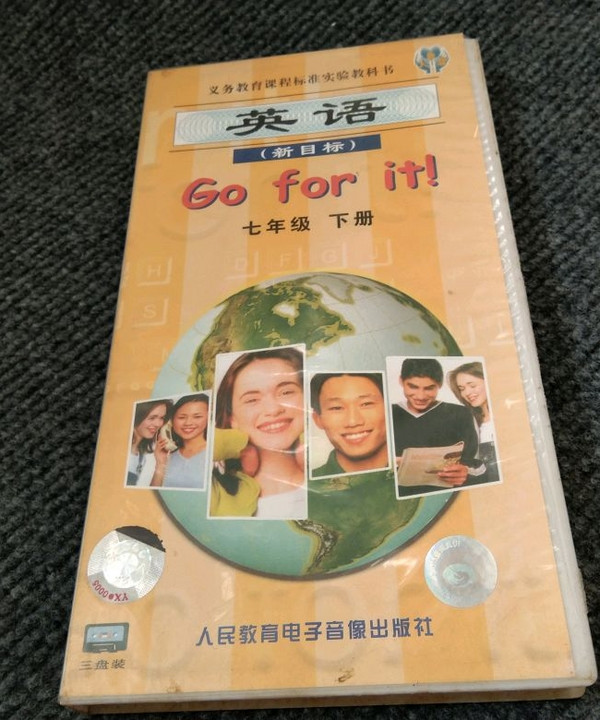 义务教育课程标准实验教科书
英语
（新目标）
Go for it!
七年级 下册
H D F G J
S
YX●0005
人民教育电子音像出版社
三盘装